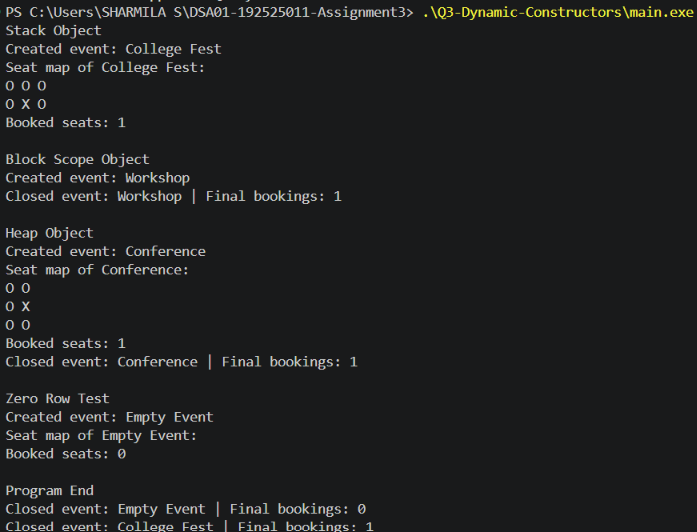 PS C:\Users\SHARMILA S\DSA01-192525011-Assignment3> .\Q3-Dynamic-Constructors\main.exe
Stack Object
Created event: College Fest
Seat map of College Fest:
O O O
O X O
Booked seats: 1

Block Scope Object
Created event: Workshop
Closed event: Workshop | Final bookings: 1

Heap Object
Created event: Conference
Seat map of Conference:
O O
O X
O O
Booked seats: 1
Closed event: Conference | Final bookings: 1

Zero Row Test
Created event: Empty Event
Seat map of Empty Event:
Booked seats: 0

Program End
Closed event: Empty Event | Final bookings: 0
Closed event: College Fest | Final bookings: 1